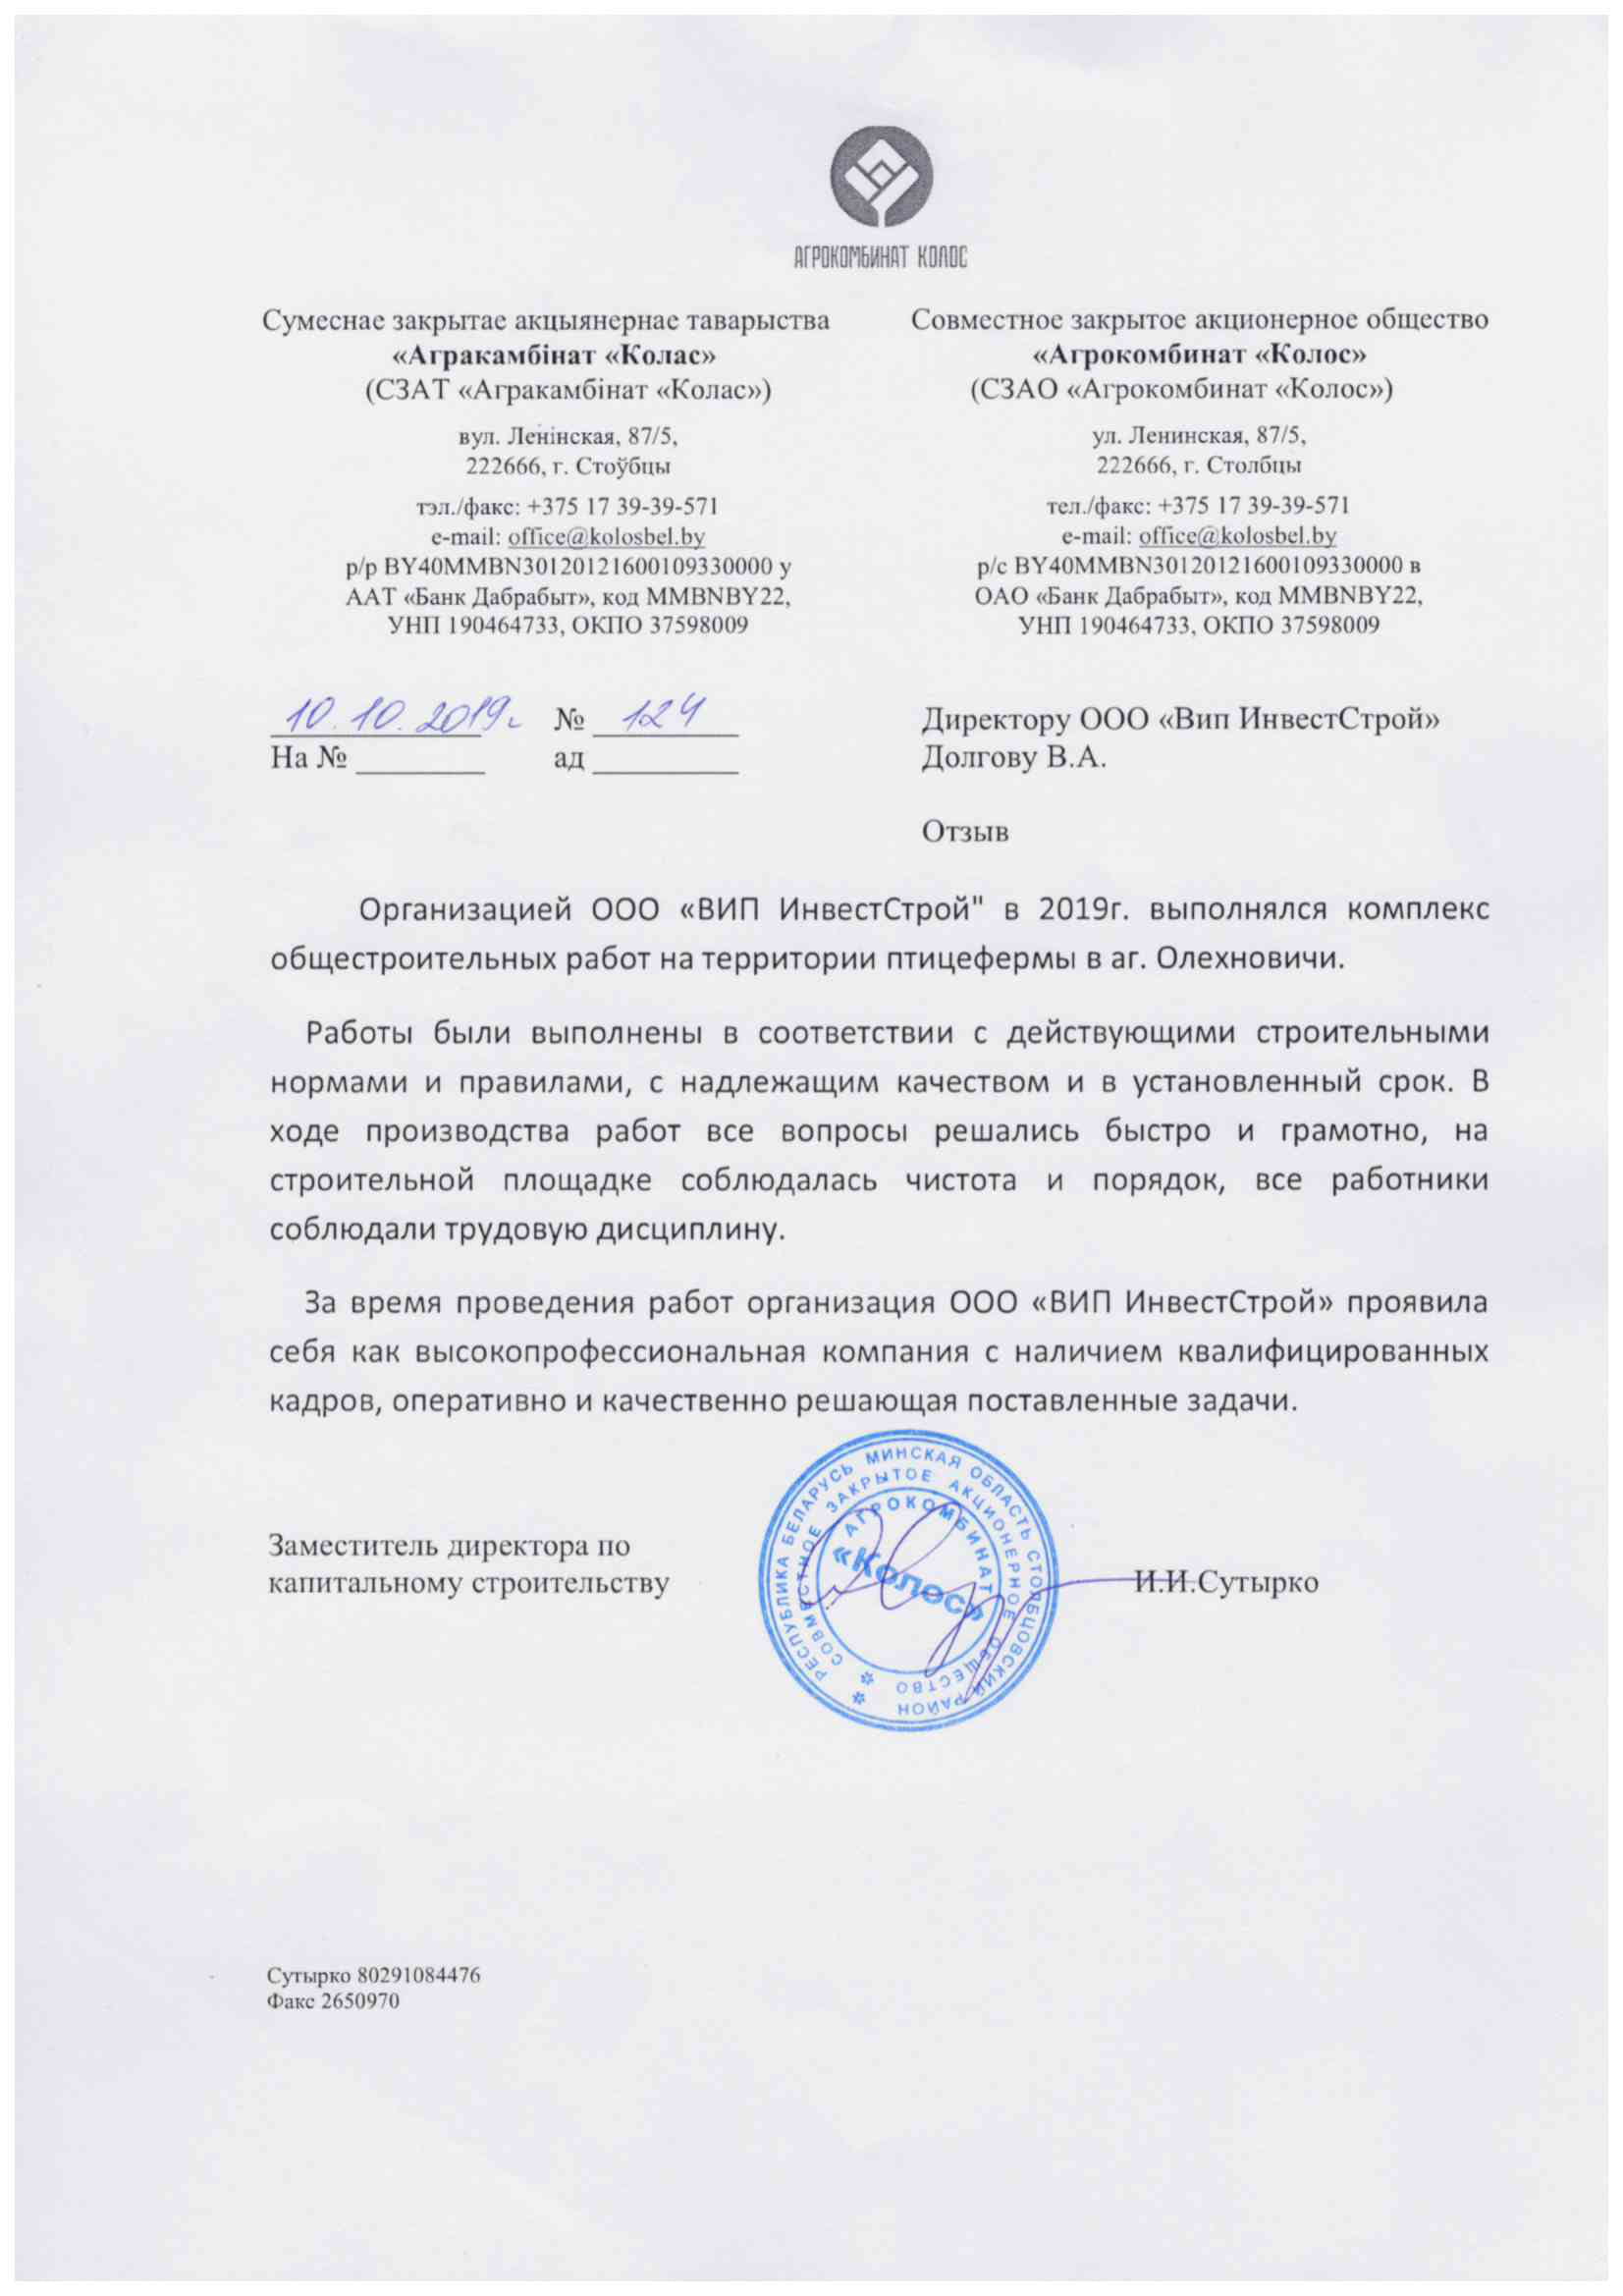 АГРОКОМБИНАТ КОЛОС
Сумеснае закрытае акцыянернае таварыства
«Агракамбінат «Колас»
(СЗАТ «Агракамбінат «Колас»)
вул. Ленінская, 87/5,
222666, г. Стоўбцы
тэл./факс: +375 17 39-39-571
e-mail: office@kolosbel.by
р/р BY40MMBN30120121600109330000 у
ААТ «Банк Дабрабыт», код MMBNBY22,
УНП 190464733, ОКПО 37598009
Совместное закрытое акционерное общество
«Агрокомбинат «Колос»
(СЗАО «Агрокомбинат «Колос»)
ул. Ленинская, 87/5,
222666, г. Столбцы
тел./факс: +375 17 39-39-571
e-mail: office@kolosbel.by
р/с BY40MMBN30120121600109330000 в
ОАО «Банк Дабрабыт», код MMBNBY22,
УНП 190464733, ОКПО 37598009
10.10.2019г № 124
На № ад
Директору ООО «Вип ИнвестСтрой»
Долгову В.А.
Отзыв
Организацией ООО «ВИП ИнвестСтрой" в 2019г. выполнялся комплекс
общестроительных работ на территории птицефермы в аг. Олехновичи.
Работы были выполнены в соответствии с действующими строительными
нормами и правилами, с надлежащим качеством и в установленный срок. В
ходе производства работ все вопросы решались быстро и грамотно, на
строительной площадке соблюдалась чистота и порядок, все работники
соблюдали трудовую дисциплину.
За время проведения работ организация ООО «ВИП ИнвестСтрой» проявила
себя как высокопрофессиональная компания с наличием квалифицированных
кадров, оперативно и качественно решающая поставленные задачи.
Заместитель директора по
капитальному строительству
РЕСПУБЛИКА БЕЛАРУСЬ МИНСКАЯ ОБЛАСТЬ СТОЛБЦОВСКИЙ РАЙОН
СОВМЕСТНОЕ ЗАКРЫТОЕ АКЦИОНЕРНОЕ ОБЩЕСТВО
АГРОКОМБИНАТ
«Колос»
И.И.Сутырко
Сутырко 80291084476
Факс 2650970